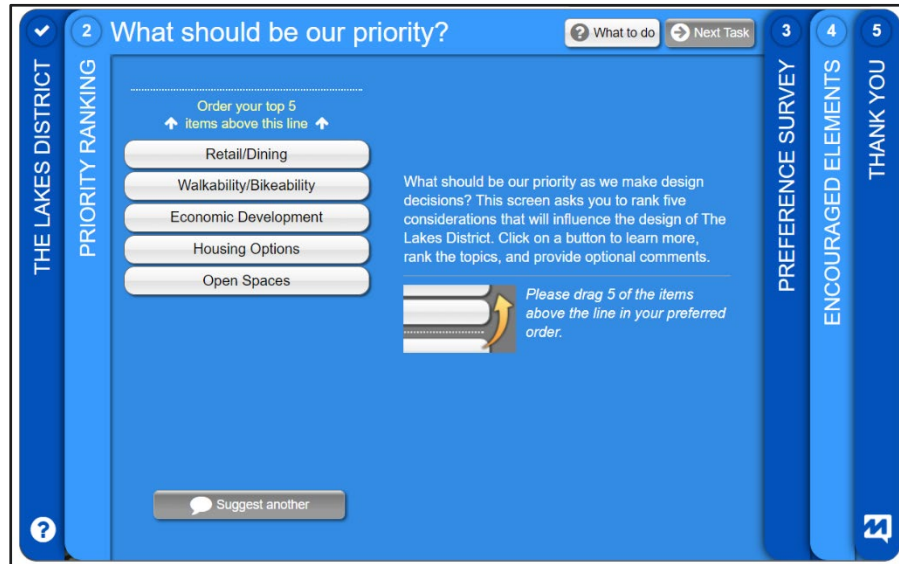 THE LAKES DISTRICT
?
2
PRIORITY RANKING
What should be our priority?
? What to do
Next Task
Order your top 5
items above this line
Retail/Dining
Walkability/Bikeability
Economic Development
Housing Options
Open Spaces
Suggest another
What should be our priority as we make design
decisions? This screen asks you to rank five
considerations that will influence the design of The
Lakes District. Click on a button to learn more,
rank the topics, and provide optional comments.
Please drag 5 of the items
above the line in your preferred
order.
3
PREFERENCE SURVEY
4
ENCOURAGED ELEMENTS
5
THANK YOU